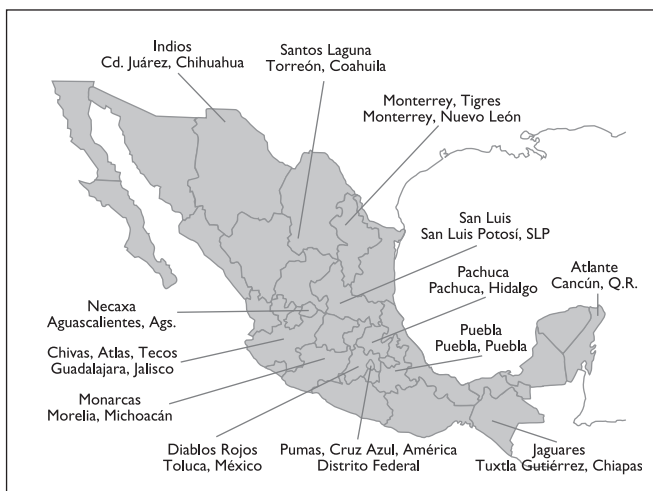 Indios
Cd. Juárez, Chihuahua
Santos Laguna
Torreón, Coahuila
Monterrey, Tigres
Monterrey, Nuevo León
San Luis
San Luis Potosí, SLP
Pachuca
Pachuca, Hidalgo
Atlante
Cancún, Q.R.
Necaxa
Aguascalientes, Ags.
Puebla
Puebla, Puebla
Chivas, Atlas, Tecos
Guadalajara, Jalisco
Monarcas
Morelia, Michoacán
Diablos Rojos
Toluca, México
Pumas, Cruz Azul, América
Distrito Federal
Jaguares
Tuxtla Gutiérrez, Chiapas